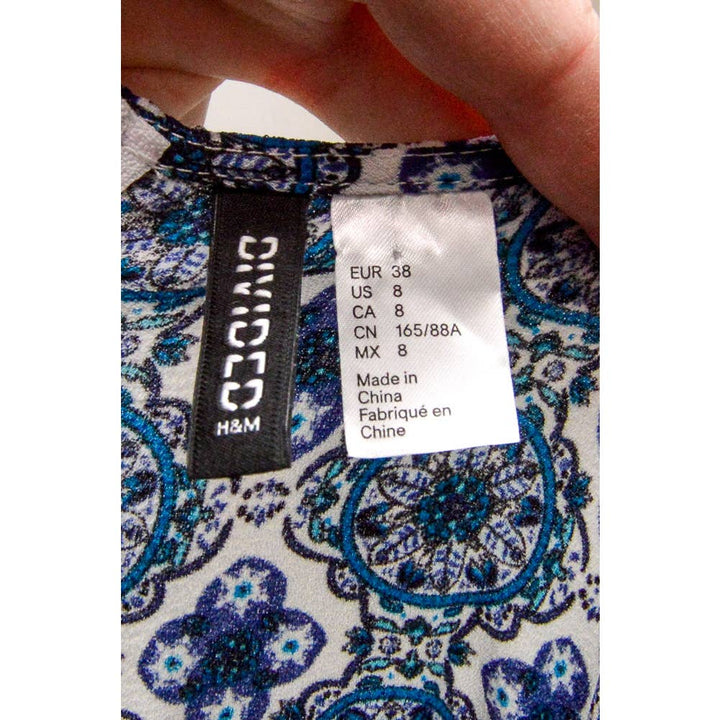 DIVIDED
H&M
EUR 38
US 8
CA 8
CN 165/88A
MX 8
Made in
China
Fabriqué en
Chine